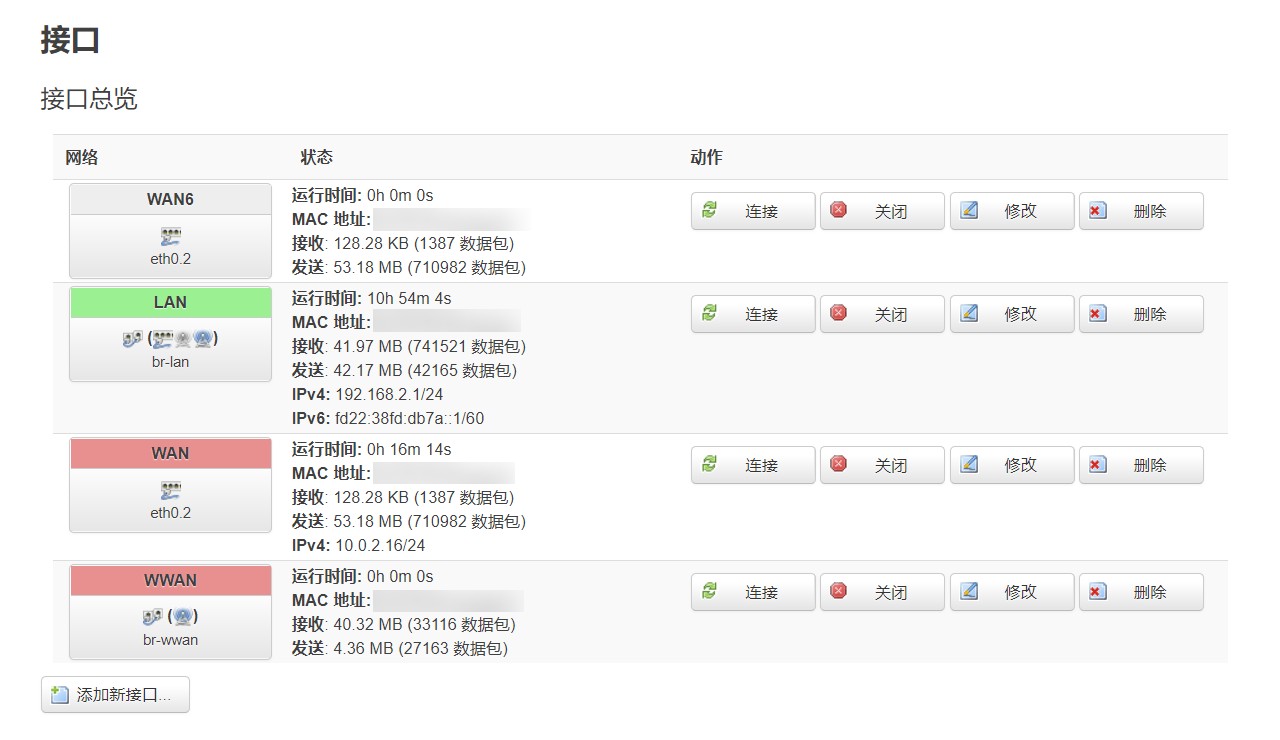 接口
接口总览
网络 状态 动作
WAN6
eth0.2
运行时间: 0h 0m 0s
MAC 地址:
接收: 128.28 KB (1387 数据包)
发送: 53.18 MB (710982 数据包)
连接 关闭 修改 删除
LAN
( )
br-lan
运行时间: 10h 54m 4s
MAC 地址:
接收: 41.97 MB (741521 数据包)
发送: 42.17 MB (42165 数据包)
IPv4: 192.168.2.1/24
IPv6: fd22:38fd:db7a::1/60
连接 关闭 修改 删除
WAN
eth0.2
运行时间: 0h 16m 14s
MAC 地址:
接收: 128.28 KB (1387 数据包)
发送: 53.18 MB (710982 数据包)
IPv4: 10.0.2.16/24
连接 关闭 修改 删除
WWAN
( )
br-wwan
运行时间: 0h 0m 0s
MAC 地址:
接收: 40.32 MB (33116 数据包)
发送: 4.36 MB (27163 数据包)
连接 关闭 修改 删除
添加新接口...